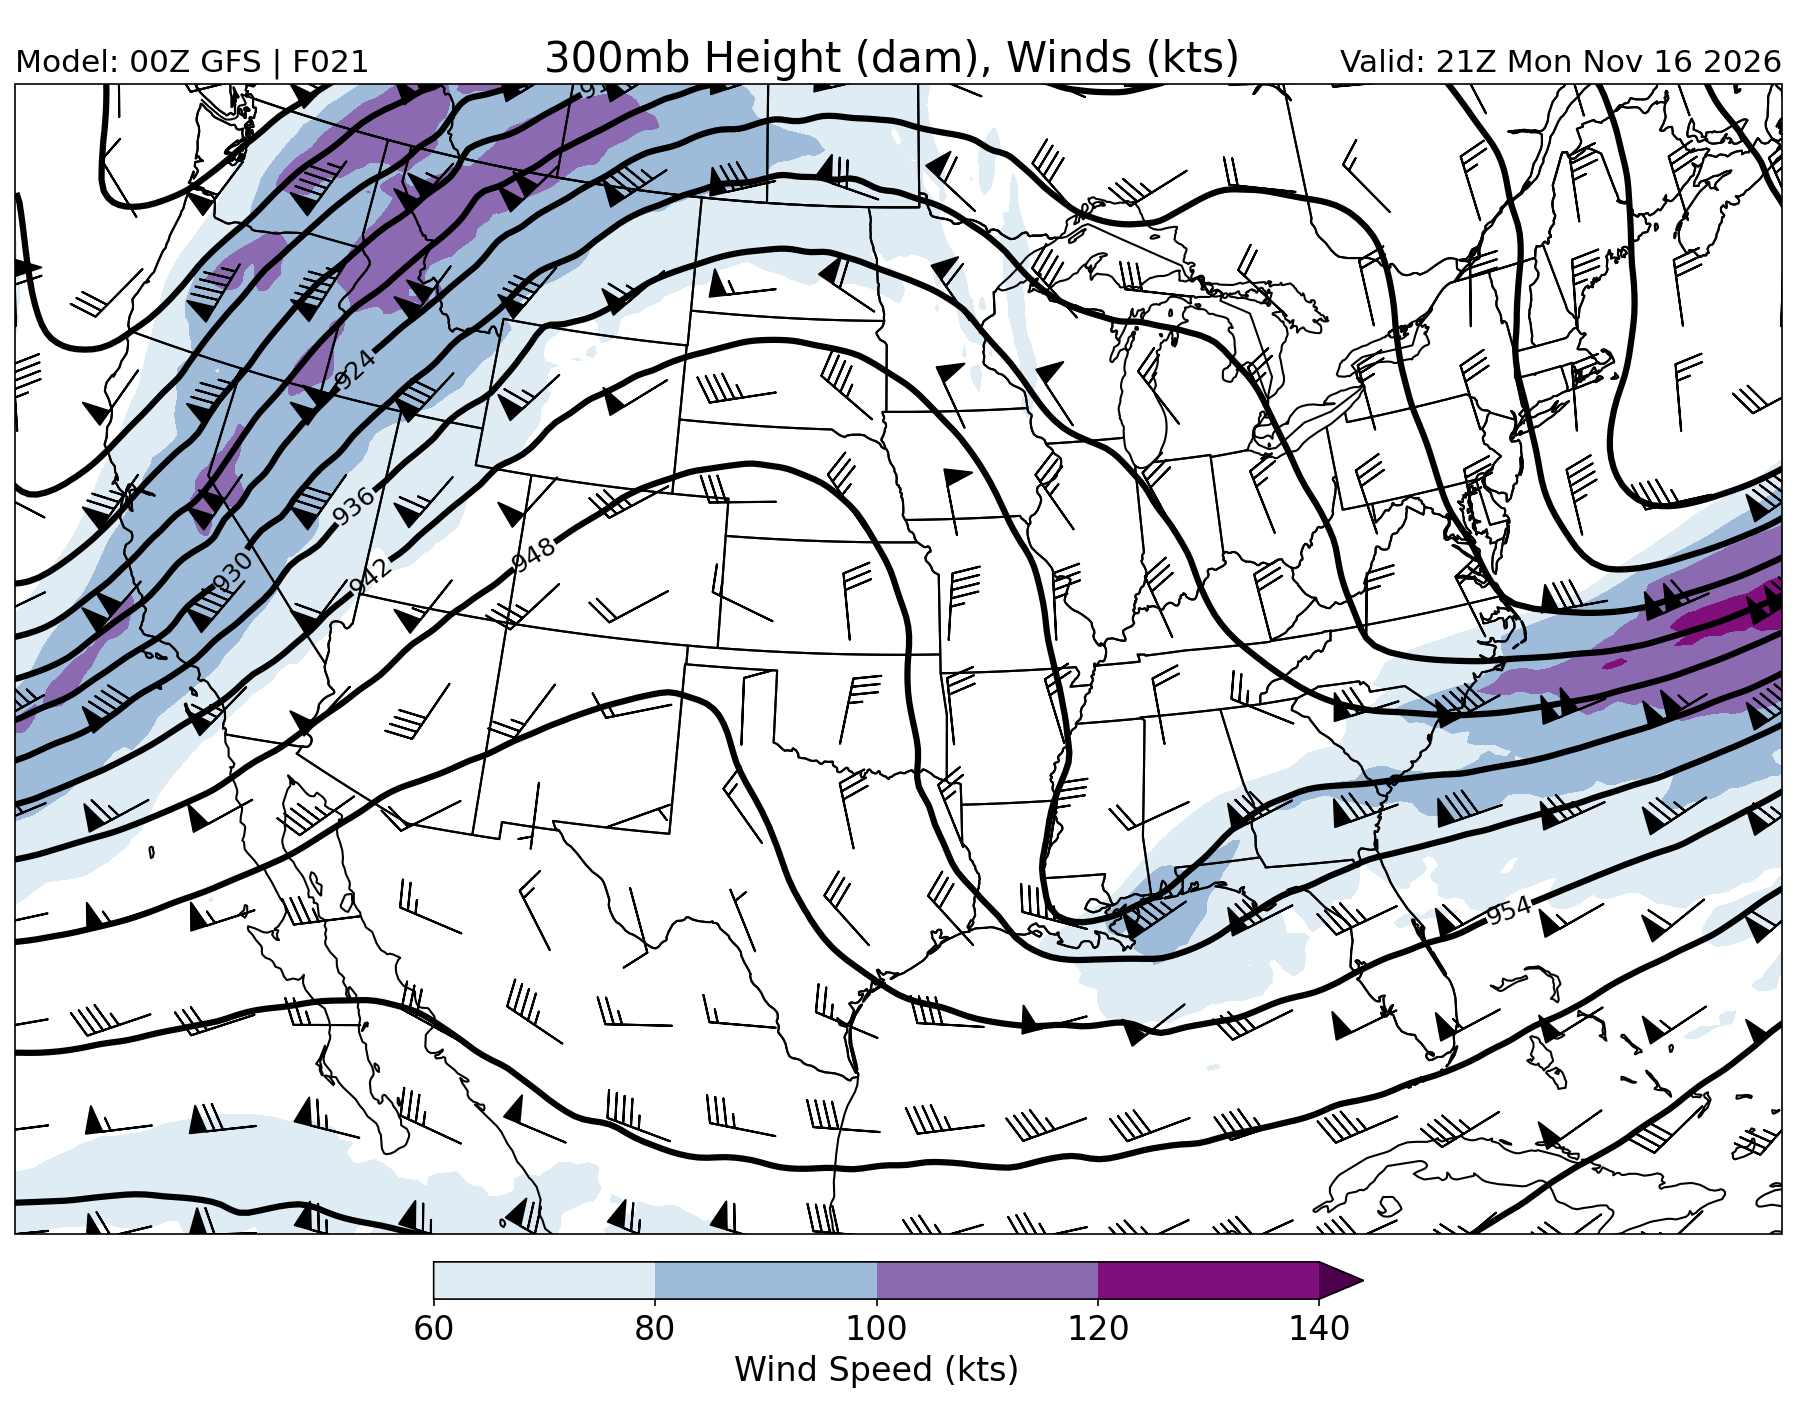 Model: 00Z GFS | F021
300mb Height (dam), Winds (kts)
Valid: 21Z Mon Nov 16 2026
924
936
930
942
948
954
60 80 100 120 140
Wind Speed (kts)